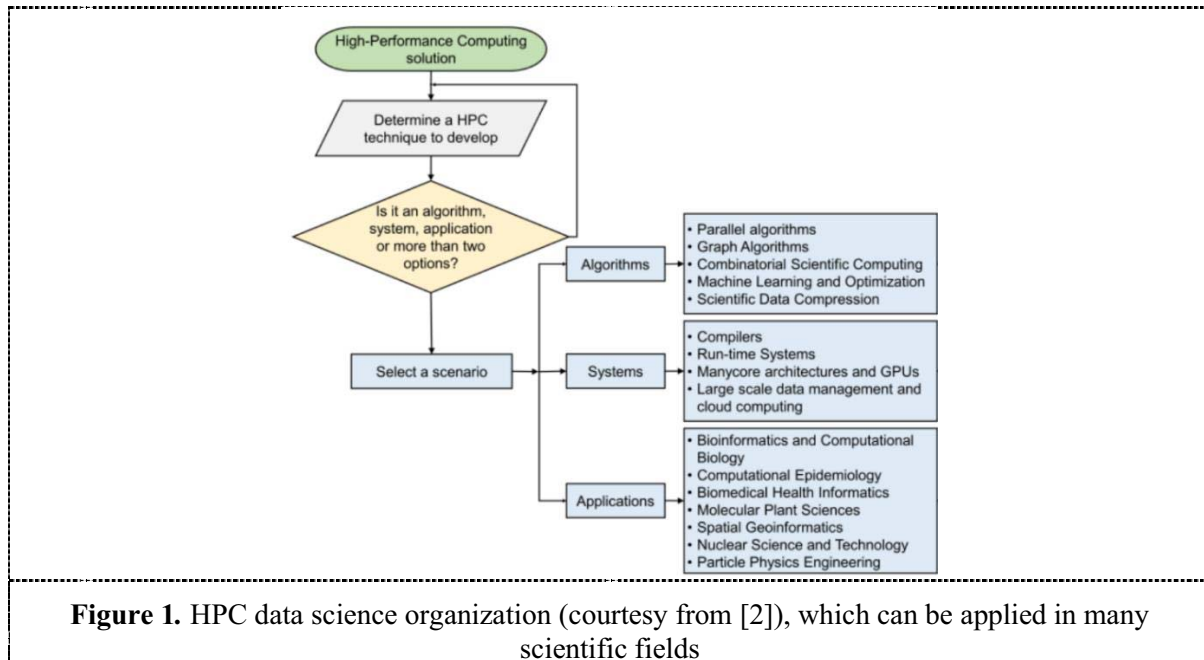 High-Performance Computing
solution
Determine a HPC
technique to develop
Is it an algorithm,
system, application
or more than two
options?
Select a scenario
Algorithms
• Parallel algorithms
• Graph Algorithms
• Combinatorial Scientific Computing
• Machine Learning and Optimization
• Scientific Data Compression
Systems
• Compilers
• Run-time Systems
• Manycore architectures and GPUs
• Large scale data management and
cloud computing
Applications
• Bioinformatics and Computational
Biology
• Computational Epidemiology
• Biomedical Health Informatics
• Molecular Plant Sciences
• Spatial Geoinformatics
• Nuclear Science and Technology
• Particle Physics Engineering
Figure 1. HPC data science organization (courtesy from [2]), which can be applied in many
scientific fields